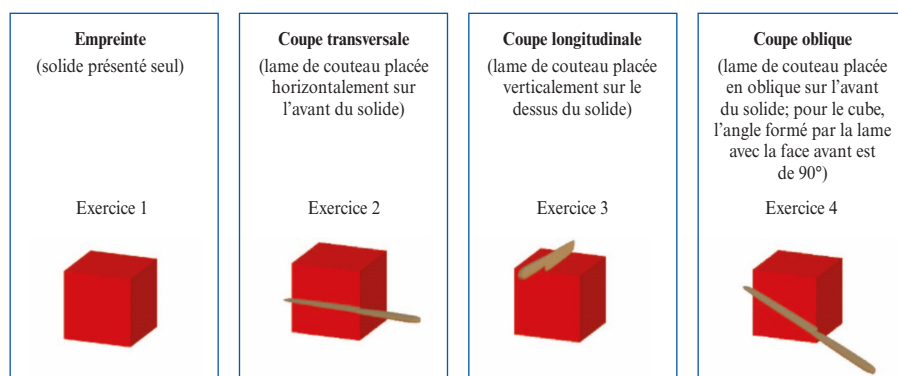 Empreinte
(solide présenté seul)
Exercice 1
Coupe transversale
(lame de couteau placée
horizontalement sur
l'avant du solide)
Exercice 2
Coupe longitudinale
(lame de couteau placée
verticalement sur le
dessus du solide)
Exercice 3
Coupe oblique
(lame de couteau placée
en oblique sur l'avant
du solide; pour le cube,
l'angle formé par la lame
avec la face avant est
de 90°)
Exercice 4